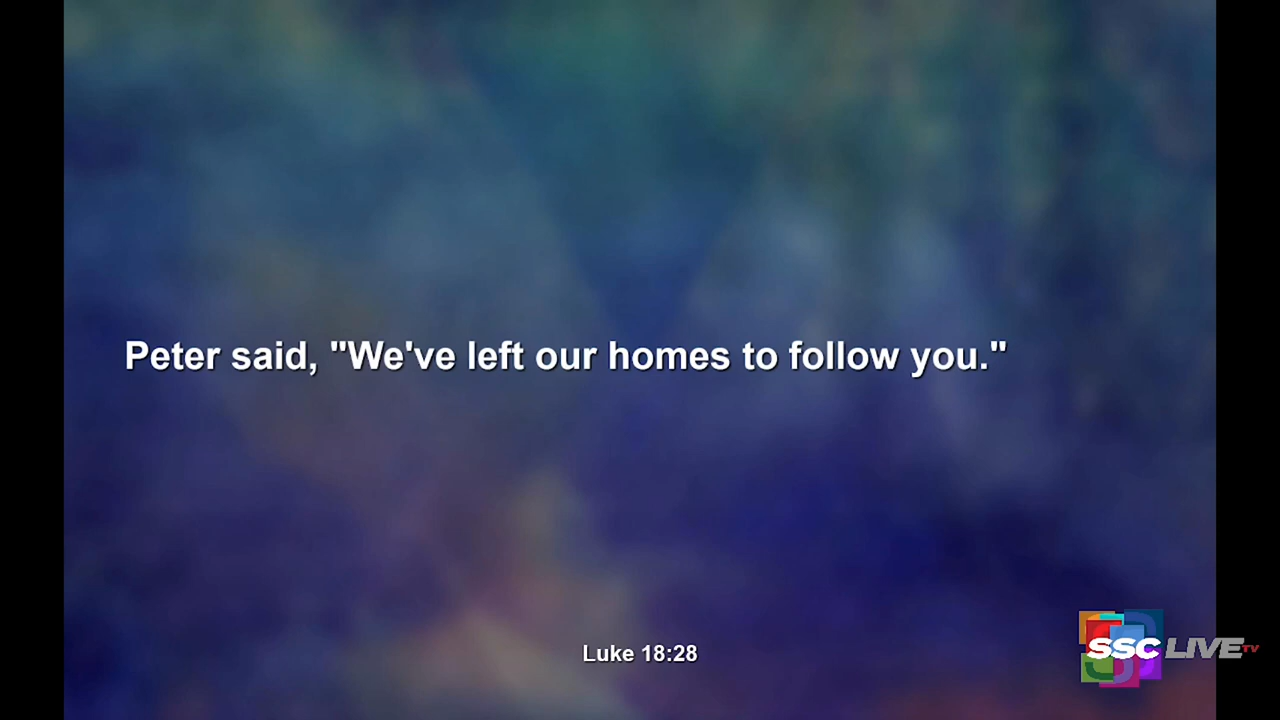 Peter said, "We've left our homes to follow you."
Luke 18:28
SSC LIVE TV